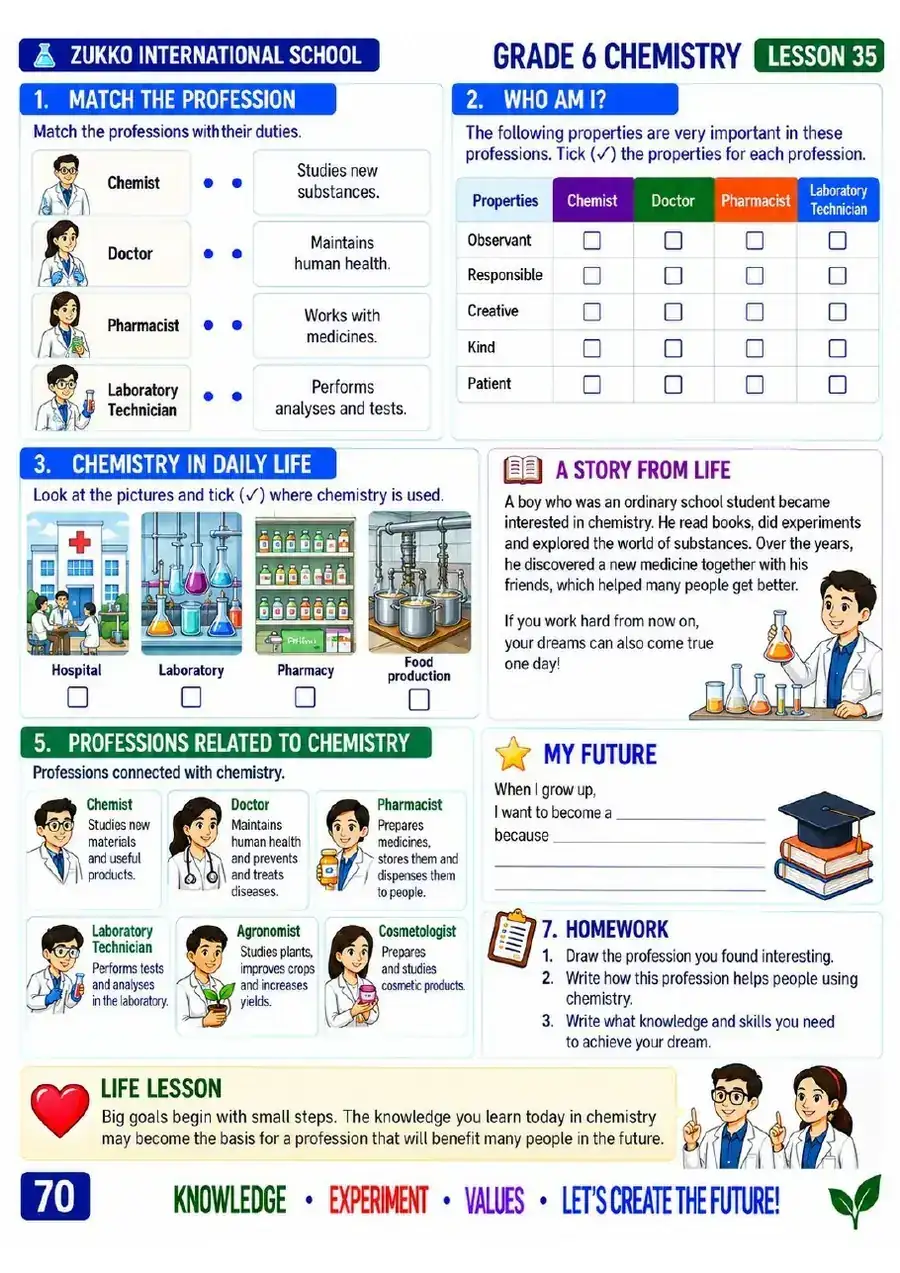 ZUKKO INTERNATIONAL SCHOOL
GRADE 6 CHEMISTRY
LESSON 35
1. MATCH THE PROFESSION
Match the professions with their duties.
Chemist
Studies new
substances.
Doctor
Maintains
human health.
Pharmacist
Works with
medicines.
Laboratory
Technician
Performs
analyses and tests.
2. WHO AM I?
The following properties are very important in these
professions. Tick (✓) the properties for each profession.
Properties Chemist Doctor Pharmacist Laboratory
Technician
Observant
Responsible
Creative
Kind
Patient
3. CHEMISTRY IN DAILY LIFE
Look at the pictures and tick (✓) where chemistry is used.
Hospital
Laboratory
Pharmacy
Food
production
A STORY FROM LIFE
A boy who was an ordinary school student became
interested in chemistry. He read books, did experiments
and explored the world of substances. Over the years,
he discovered a new medicine together with his
friends, which helped many people get better.
If you work hard from now on,
your dreams can also come true
one day!
5. PROFESSIONS RELATED TO CHEMISTRY
Professions connected with chemistry.
Chemist
Studies new
materials
and useful
products.
Doctor
Maintains
human health
and prevents
and treats
diseases.
Pharmacist
Prepares
medicines,
stores them and
dispenses them
to people.
Laboratory
Technician
Performs tests
and analyses
in the laboratory.
Agronomist
Studies plants,
improves crops
and increases
yields.
Cosmetologist
Prepares
and studies
cosmetic products.
MY FUTURE
When I grow up,
I want to become a
because
7. HOMEWORK
1. Draw the profession you found interesting.
2. Write how this profession helps people using
chemistry.
3. Write what knowledge and skills you need
to achieve your dream.
LIFE LESSON
Big goals begin with small steps. The knowledge you learn today in chemistry
may become the basis for a profession that will benefit many people in the future.
70
KNOWLEDGE • EXPERIMENT • VALUES • LET'S CREATE THE FUTURE!